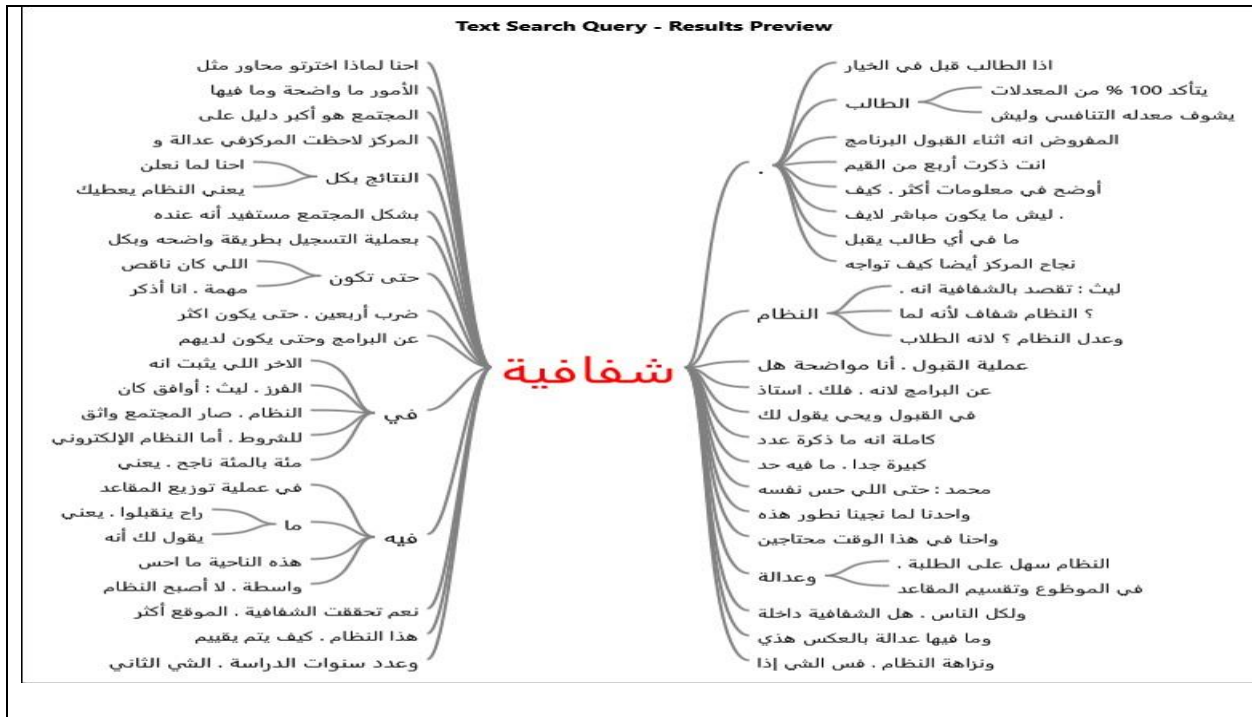 Text Search Query - Results Preview
اذا الطالب قبل في الخيار
يتأكد 100 % من المعدلات
الطالب
يشوف معدله التنافسي وليش
المفروض انه اثناء القبول البرنامج
.
انت ذكرت أربع من القيم
أوضح في معلومات أكثر . كيف
. ليش ما يكون مباشر لايف
ما في أي طالب يقبل
نجاح المركز أيضا كيف تواجه
ليث : تقصد بالشفافية انه .
النظام
؟ النظام شفاف لأنه لما
وعدل النظام ؟ لانه الطلاب
عملية القبول . أنا مواضحة هل
عن البرامج لانه . فلك . استاذ
في القبول ويحي يقول لك
كاملة انه ما ذكرة عدد
كبيرة جدا . ما فيه حد
محمد : حتى اللي حس نفسه
واحدنا لما نجينا نطور هذه
واحنا في هذا الوقت محتاجين
النظام سهل على الطلبة .
وعدالة
في الموظوع وتقسيم المقاعد
ولكل الناس . هل الشفافية داخلة
وما فيها عدالة بالعكس هذي
ونزاهة النظام . فس الشي إذا
شفافية
احنا لماذا اخترتو محاور مثل
الأمور ما واضحة وما فيها
المجتمع هو أكبر دليل على
المركز لاحظت المركزفي عدالة و
احنا لما نعلن
النتائج بكل
يعني النظام يعطيك
بشكل المجتمع مستفيد أنه عنده
بعملية التسجيل بطريقة واضحه وبكل
اللي كان ناقص
حتى تكون
مهمة . انا أذكر
ضرب أربعين . حتى يكون اكثر
عن البرامج وحتى يكون لديهم
الاخر اللي يثبت انه
الفرز . ليث : أوافق كان
في
النظام . صار المجتمع واثق
للشروط . أما النظام الإلكتروني
مئة بالمئة ناجح . يعني
في عملية توزيع المقاعد
راح ينقبلوا . يعني
ما
يقول لك أنه
فيه
هذه الناحية ما احس
واسطة . لا أصبح النظام
نعم تحققت الشفافية . الموقع أكثر
هذا النظام . كيف يتم يقييم
وعدد سنوات الدراسة . الشي الثاني